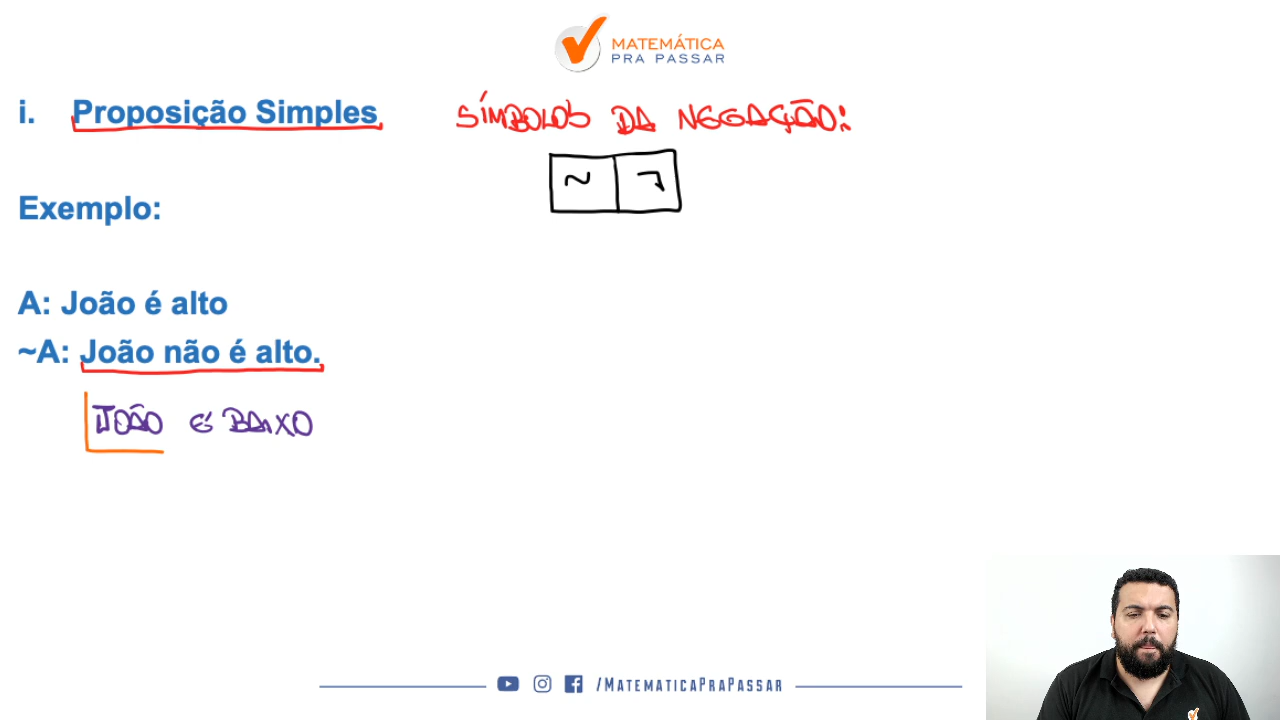 MATEMÁTICA
PRA PASSAR
i. Proposição Simples
SÍMBOLOS DA NEGAÇÃO:
~ ¬
Exemplo:
A: João é alto
~A: João não é alto.
JOÃO É BAIXO
/MATEMATICAPRAPASSAR